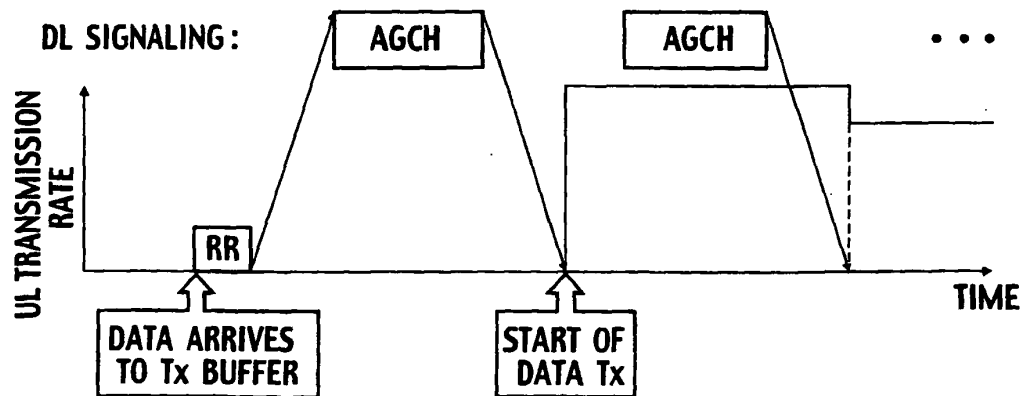 DL SIGNALING:
AGCH
AGCH
• • •
UL TRANSMISSION
RATE
RR
TIME
DATA ARRIVES
TO Tx BUFFER
START OF
DATA Tx